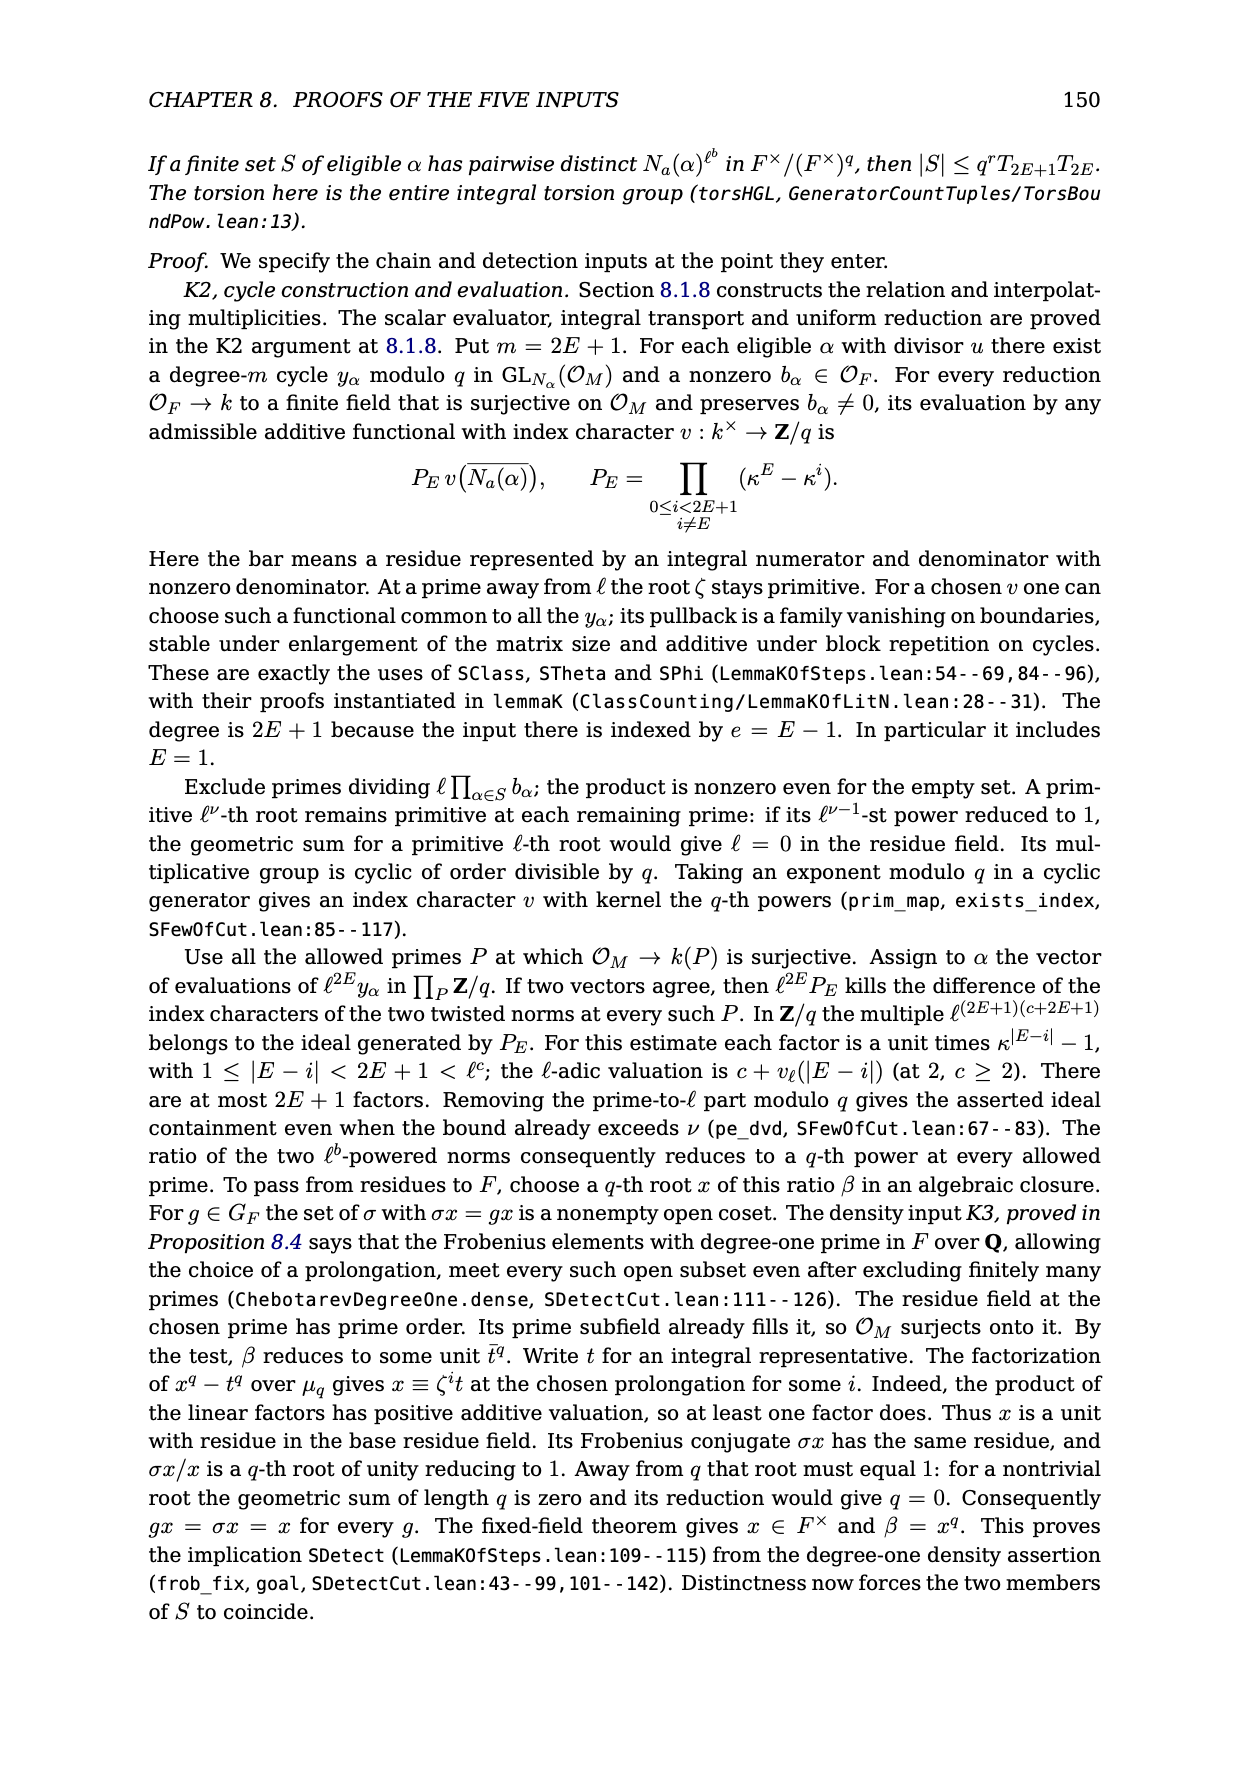 CHAPTER 8. PROOFS OF THE FIVE INPUTS 150
If a finite set S of eligible α has pairwise distinct N_a(α)^{ℓ^b} in F^×/(F^×)^q, then |S| ≤ q^r T_{2E+1}T_{2E}.
The torsion here is the entire integral torsion group (torsHGL, GeneratorCountTuples/TorsBou
ndPow.lean:13).
Proof. We specify the chain and detection inputs at the point they enter.
K2, cycle construction and evaluation. Section 8.1.8 constructs the relation and interpolat-
ing multiplicities. The scalar evaluator, integral transport and uniform reduction are proved
in the K2 argument at 8.1.8. Put m = 2E + 1. For each eligible α with divisor u there exist
a degree-m cycle y_α modulo q in GL_{N_α}(𝒪_M) and a nonzero b_α ∈ 𝒪_F. For every reduction
𝒪_F → k to a finite field that is surjective on 𝒪_M and preserves b_α ≠ 0, its evaluation by any
admissible additive functional with index character v : k^× → Z/q is
P_E v(\overline{N_a(α)}), P_E = ∏_{0≤i<2E+1, i≠E} (κ^E − κ^i).
Here the bar means a residue represented by an integral numerator and denominator with
nonzero denominator. At a prime away from ℓ the root ζ stays primitive. For a chosen v one can
choose such a functional common to all the y_α; its pullback is a family vanishing on boundaries,
stable under enlargement of the matrix size and additive under block repetition on cycles.
These are exactly the uses of SClass, STheta and SPhi (LemmaKOfSteps.lean:54--69,84--96),
with their proofs instantiated in lemmaK (ClassCounting/LemmaKOfLitN.lean:28--31). The
degree is 2E + 1 because the input there is indexed by e = E − 1. In particular it includes
E = 1.
Exclude primes dividing ℓ ∏_{α∈S} b_α; the product is nonzero even for the empty set. A prim-
itive ℓ^ν-th root remains primitive at each remaining prime: if its ℓ^{ν−1}-st power reduced to 1,
the geometric sum for a primitive ℓ-th root would give ℓ = 0 in the residue field. Its mul-
tiplicative group is cyclic of order divisible by q. Taking an exponent modulo q in a cyclic
generator gives an index character v with kernel the q-th powers (prim_map, exists_index,
SFewOfCut.lean:85--117).
Use all the allowed primes P at which 𝒪_M → k(P) is surjective. Assign to α the vector
of evaluations of ℓ^{2E}y_α in ∏_P Z/q. If two vectors agree, then ℓ^{2E}P_E kills the difference of the
index characters of the two twisted norms at every such P. In Z/q the multiple ℓ^{(2E+1)(c+2E+1)}
belongs to the ideal generated by P_E. For this estimate each factor is a unit times κ^{|E−i|} − 1,
with 1 ≤ |E − i| < 2E + 1 < ℓ^c; the ℓ-adic valuation is c + v_ℓ(|E − i|) (at 2, c ≥ 2). There
are at most 2E + 1 factors. Removing the prime-to-ℓ part modulo q gives the asserted ideal
containment even when the bound already exceeds ν (pe_dvd, SFewOfCut.lean:67--83). The
ratio of the two ℓ^b-powered norms consequently reduces to a q-th power at every allowed
prime. To pass from residues to F, choose a q-th root x of this ratio β in an algebraic closure.
For g ∈ G_F the set of σ with σx = gx is a nonempty open coset. The density input K3, proved in
Proposition 8.4 says that the Frobenius elements with degree-one prime in F over Q, allowing
the choice of a prolongation, meet every such open subset even after excluding finitely many
primes (ChebotarevDegreeOne.dense, SDetectCut.lean:111--126). The residue field at the
chosen prime has prime order. Its prime subfield already fills it, so 𝒪_M surjects onto it. By
the test, β reduces to some unit \bar{t}^q. Write t for an integral representative. The factorization
of x^q − t^q over μ_q gives x ≡ ζ^i t at the chosen prolongation for some i. Indeed, the product of
the linear factors has positive additive valuation, so at least one factor does. Thus x is a unit
with residue in the base residue field. Its Frobenius conjugate σx has the same residue, and
σx/x is a q-th root of unity reducing to 1. Away from q that root must equal 1: for a nontrivial
root the geometric sum of length q is zero and its reduction would give q = 0. Consequently
gx = σx = x for every g. The fixed-field theorem gives x ∈ F^× and β = x^q. This proves
the implication SDetect (LemmaKOfSteps.lean:109--115) from the degree-one density assertion
(frob_fix, goal, SDetectCut.lean:43--99,101--142). Distinctness now forces the two members
of S to coincide.